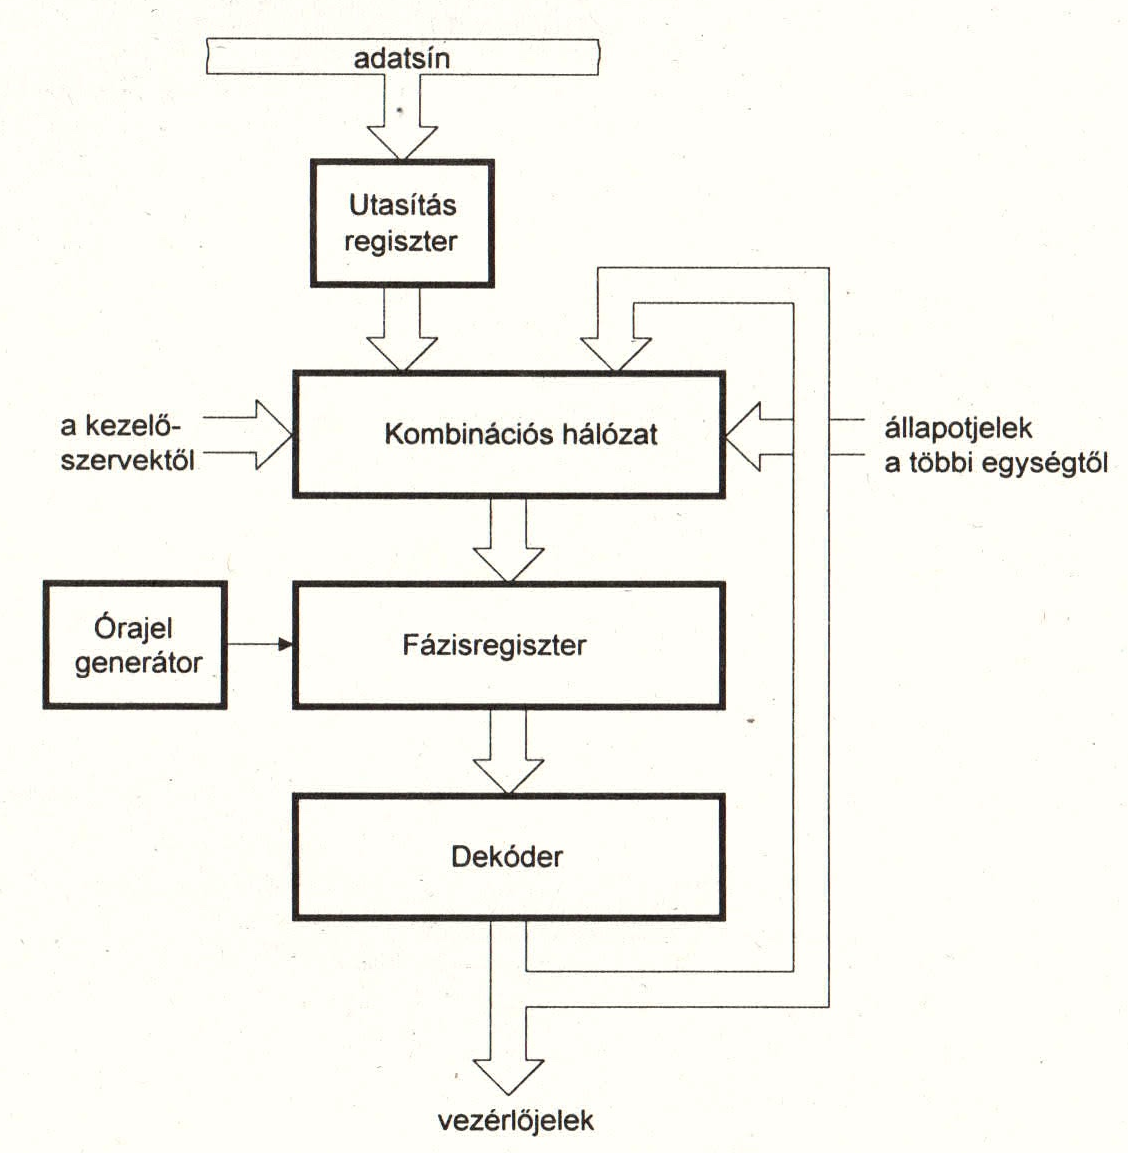 adatsín
Utasítás
regiszter
a kezelő-
szervektől
Kombinációs hálózat
állapotjelek
a többi egységtől
Órajel
generátor
Fázisregiszter
Dekóder
vezérlőjelek